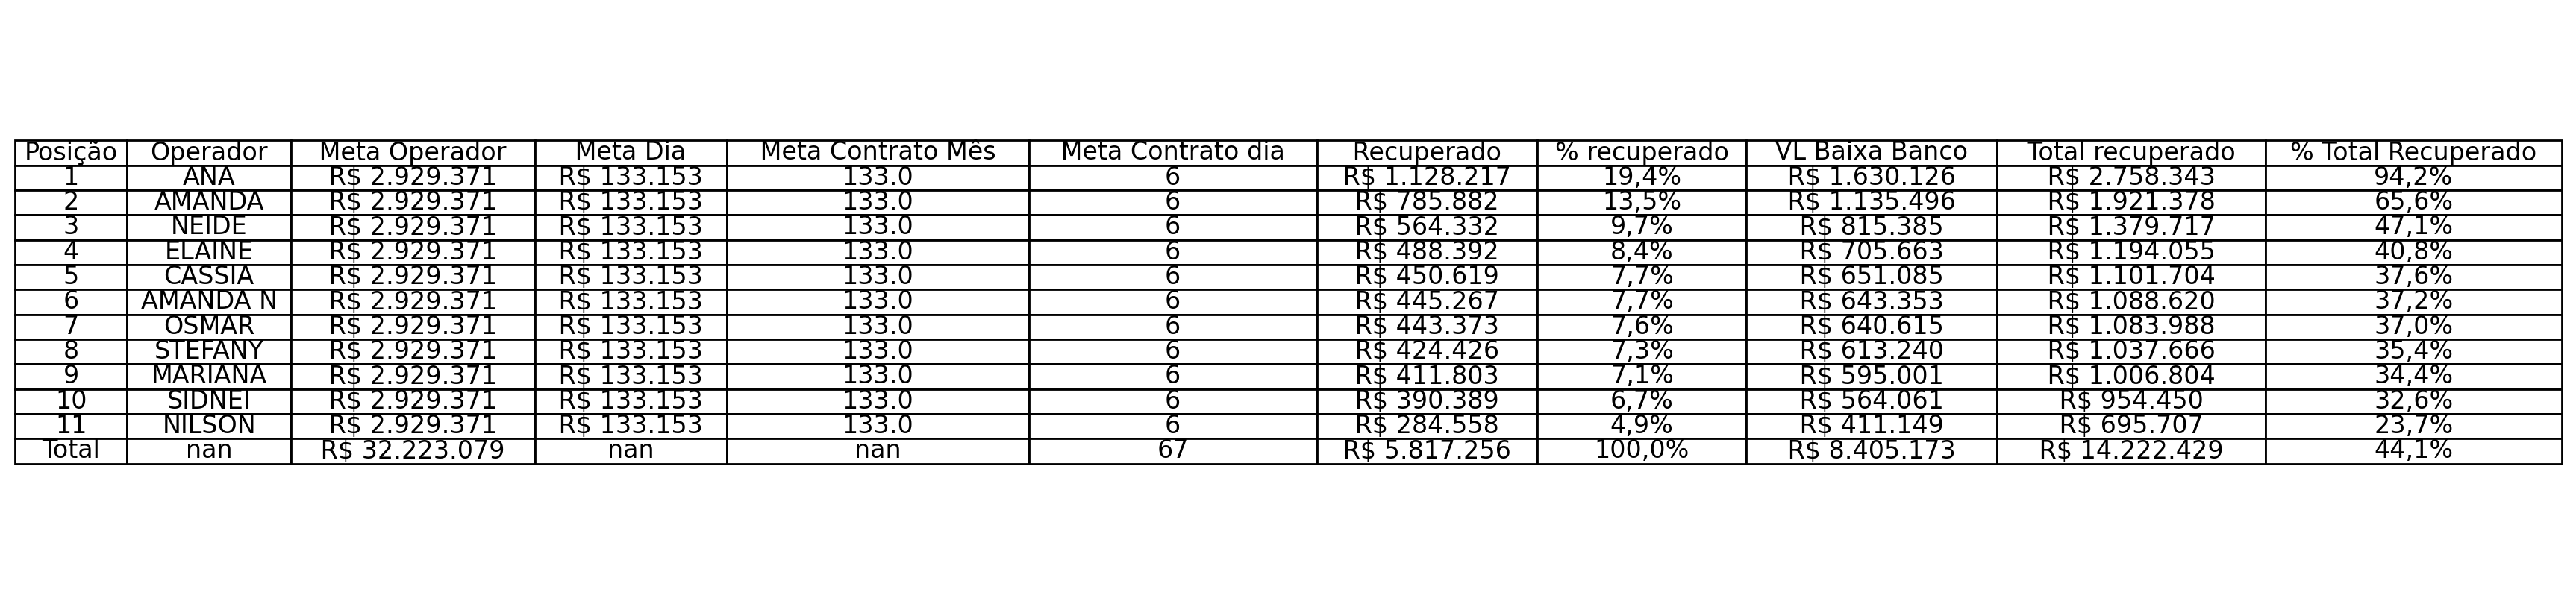 Posição Operador Meta Operador Meta Dia Meta Contrato Mês Meta Contrato dia Recuperado % recuperado VL Baixa Banco Total recuperado % Total Recuperado
1 ANA R$ 2.929.371 R$ 133.153 133.0 6 R$ 1.128.217 19,4% R$ 1.630.126 R$ 2.758.343 94,2%
2 AMANDA R$ 2.929.371 R$ 133.153 133.0 6 R$ 785.882 13,5% R$ 1.135.496 R$ 1.921.378 65,6%
3 NEIDE R$ 2.929.371 R$ 133.153 133.0 6 R$ 564.332 9,7% R$ 815.385 R$ 1.379.717 47,1%
4 ELAINE R$ 2.929.371 R$ 133.153 133.0 6 R$ 488.392 8,4% R$ 705.663 R$ 1.194.055 40,8%
5 CASSIA R$ 2.929.371 R$ 133.153 133.0 6 R$ 450.619 7,7% R$ 651.085 R$ 1.101.704 37,6%
6 AMANDA N R$ 2.929.371 R$ 133.153 133.0 6 R$ 445.267 7,7% R$ 643.353 R$ 1.088.620 37,2%
7 OSMAR R$ 2.929.371 R$ 133.153 133.0 6 R$ 443.373 7,6% R$ 640.615 R$ 1.083.988 37,0%
8 STEFANY R$ 2.929.371 R$ 133.153 133.0 6 R$ 424.426 7,3% R$ 613.240 R$ 1.037.666 35,4%
9 MARIANA R$ 2.929.371 R$ 133.153 133.0 6 R$ 411.803 7,1% R$ 595.001 R$ 1.006.804 34,4%
10 SIDNEI R$ 2.929.371 R$ 133.153 133.0 6 R$ 390.389 6,7% R$ 564.061 R$ 954.450 32,6%
11 NILSON R$ 2.929.371 R$ 133.153 133.0 6 R$ 284.558 4,9% R$ 411.149 R$ 695.707 23,7%
Total nan R$ 32.223.079 nan nan 67 R$ 5.817.256 100,0% R$ 8.405.173 R$ 14.222.429 44,1%